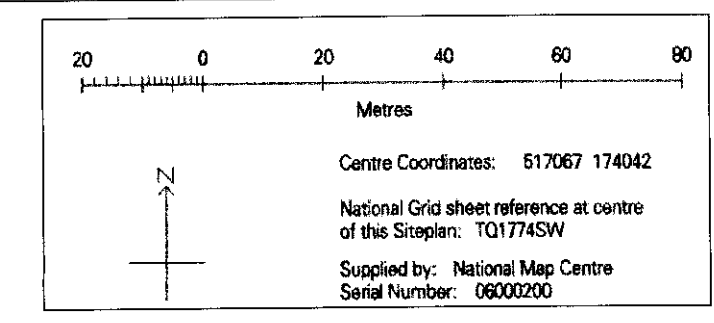 20 0 20 40 60 80
Metres
Centre Coordinates: 517067 174042
N
National Grid sheet reference at centre
of this Siteplan: TQ1774SW
Supplied by: National Map Centre
Serial Number: 06000200